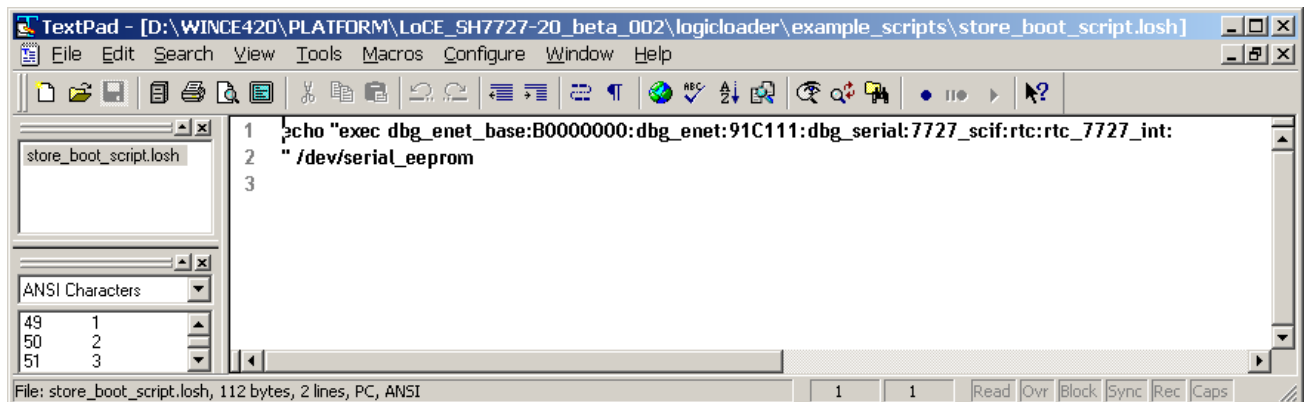 TextPad - [D:\WINCE420\PLATFORM\LoCE_SH7727-20_beta_002\logicloader\example_scripts\store_boot_script.losh]
File Edit Search View Tools Macros Configure Window Help
store_boot_script.losh
1 echo "exec dbg_enet_base:B0000000:dbg_enet:91C111:dbg_serial:7727_scif:rtc:rtc_7727_int:
2 " /dev/serial_eeprom
3
ANSI Characters
49 1
50 2
51 3
File: store_boot_script.losh, 112 bytes, 2 lines, PC, ANSI 1 1 Read Ovr Block Sync Rec Caps